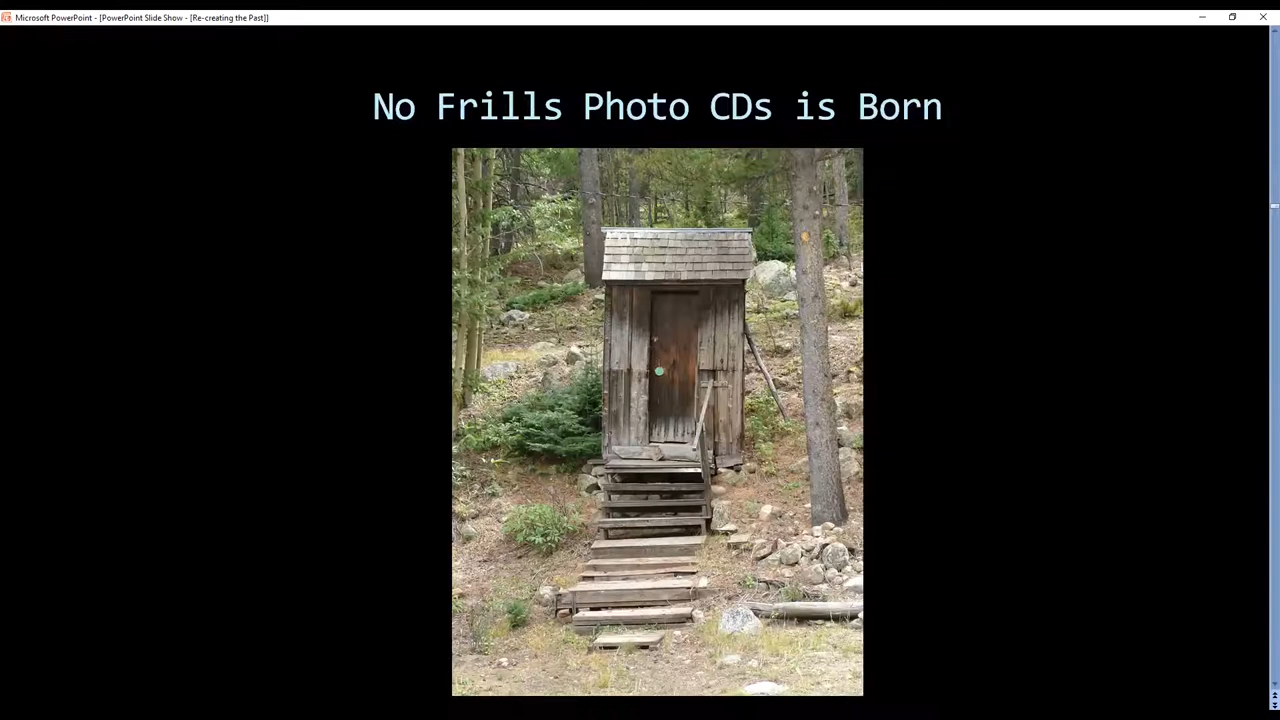 Microsoft PowerPoint - [PowerPoint Slide Show - [Re-creating the Past]]
No Frills Photo CDs is Born